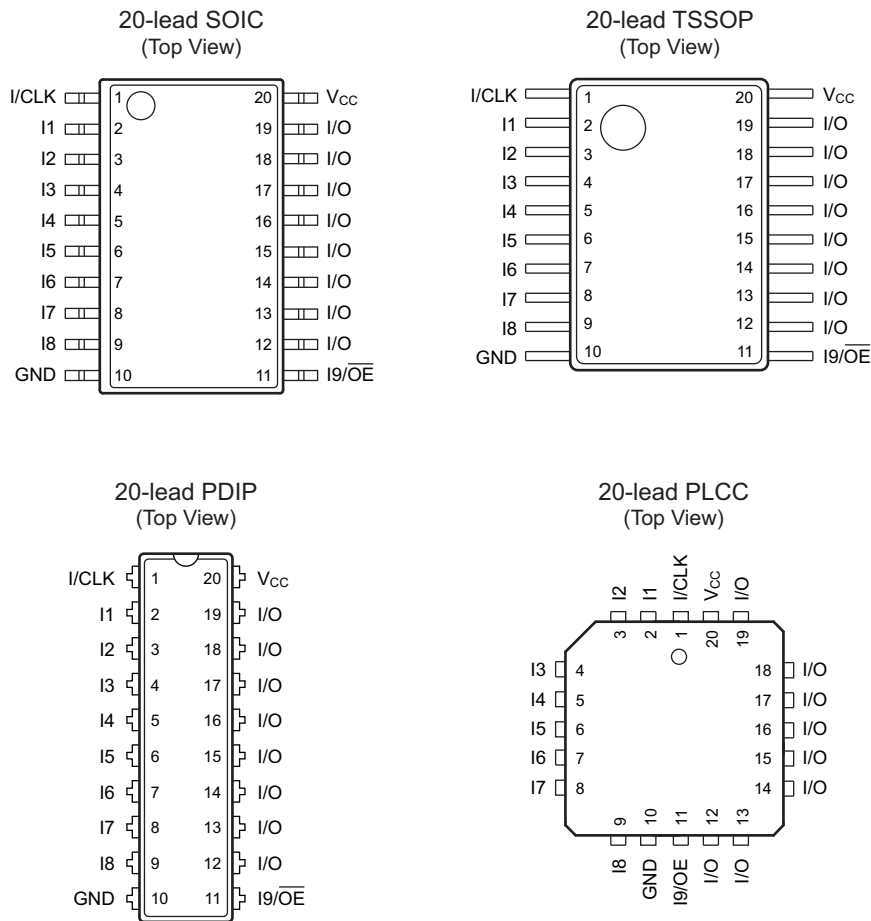 20-lead SOIC
(Top View)
I/CLK 1 20 VCC
I1 2 19 I/O
I2 3 18 I/O
I3 4 17 I/O
I4 5 16 I/O
I5 6 15 I/O
I6 7 14 I/O
I7 8 13 I/O
I8 9 12 I/O
GND 10 11 I9/O̅E̅
20-lead TSSOP
(Top View)
I/CLK 1 20 VCC
I1 2 19 I/O
I2 3 18 I/O
I3 4 17 I/O
I4 5 16 I/O
I5 6 15 I/O
I6 7 14 I/O
I7 8 13 I/O
I8 9 12 I/O
GND 10 11 I9/O̅E̅
20-lead PDIP
(Top View)
I/CLK 1 20 VCC
I1 2 19 I/O
I2 3 18 I/O
I3 4 17 I/O
I4 5 16 I/O
I5 6 15 I/O
I6 7 14 I/O
I7 8 13 I/O
I8 9 12 I/O
GND 10 11 I9/O̅E̅
20-lead PLCC
(Top View)
I2 I1 I/CLK VCC I/O
3 2 1 20 19
I3 4 18 I/O
I4 5 17 I/O
I5 6 16 I/O
I6 7 15 I/O
I7 8 14 I/O
9 10 11 12 13
I8 GND I9/OE I/O I/O